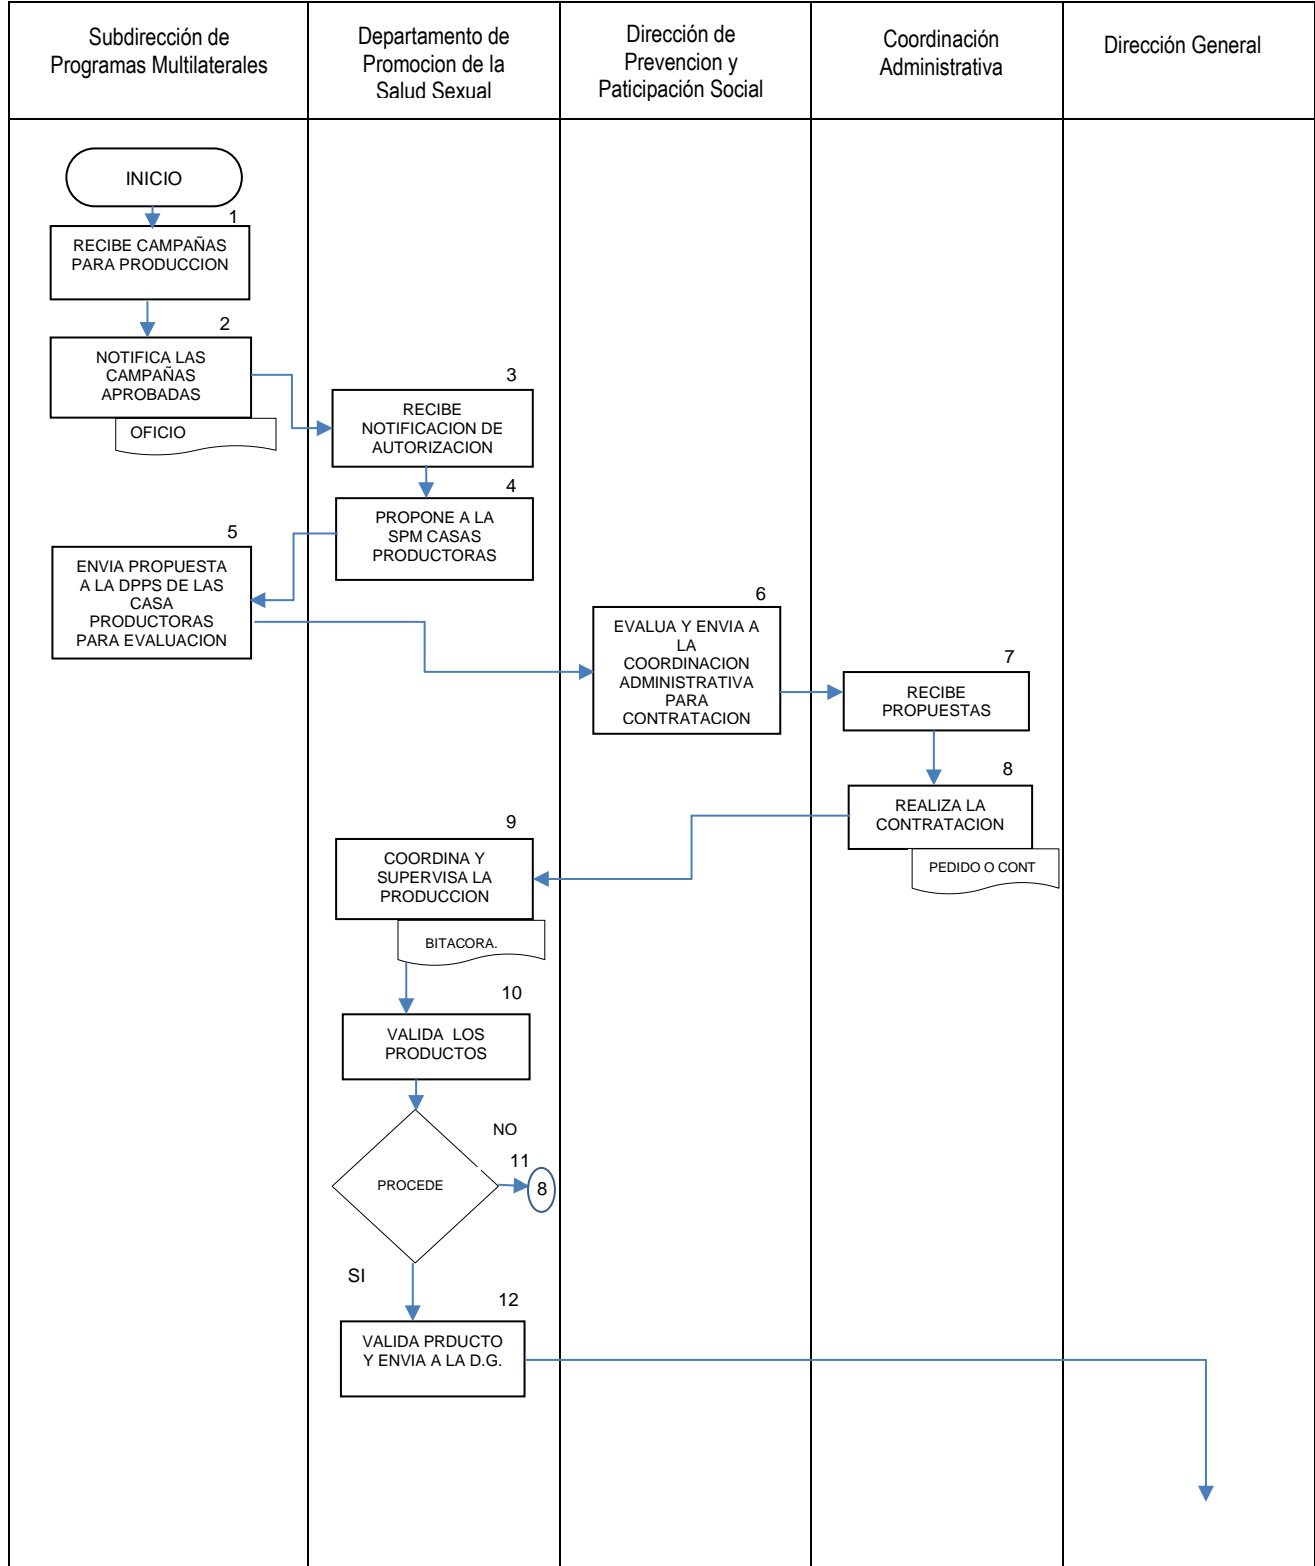 Subdirección de
Programas Multilaterales
Departamento de
Promocion de la
Salud Sexual
Dirección de
Prevencion y
Paticipación Social
Coordinación
Administrativa
Dirección General
INICIO
1
RECIBE CAMPAÑAS
PARA PRODUCCION
2
NOTIFICA LAS
CAMPAÑAS
APROBADAS
OFICIO
3
RECIBE
NOTIFICACION DE
AUTORIZACION
4
PROPONE A LA
SPM CASAS
PRODUCTORAS
5
ENVIA PROPUESTA
A LA DPPS DE LAS
CASA
PRODUCTORAS
PARA EVALUACION
6
EVALUA Y ENVIA A
LA
COORDINACION
ADMINISTRATIVA
PARA
CONTRATACION
7
RECIBE
PROPUESTAS
8
REALIZA LA
CONTRATACION
PEDIDO O CONT
9
COORDINA Y
SUPERVISA LA
PRODUCCION
BITACORA.
10
VALIDA LOS
PRODUCTOS
NO
11
PROCEDE
8
SI
12
VALIDA PRDUCTO
Y ENVIA A LA D.G.